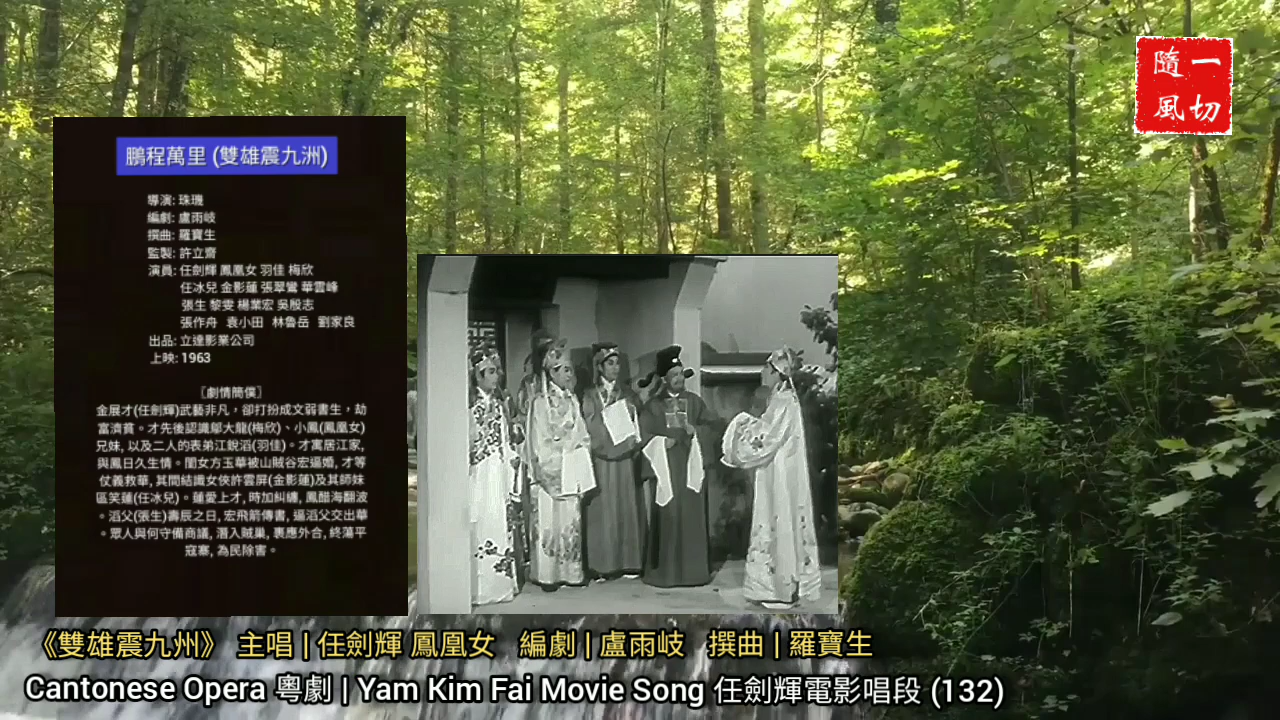 一切
隨風
鵬程萬里 (雙雄震九洲)
導演: 珠璣
編劇: 盧雨岐
撰曲: 羅寶生
監製: 許立齋
演員: 任劍輝 鳳凰女 羽佳 梅欣
任冰兒 金影蓮 張翠鸞 華雲峰
張生 黎雯 楊業宏 吳殷志
張作舟 袁小田 林魯岳 劉家良
出品: 立達影業公司
上映: 1963
〖劇情簡僕〗
金展才(任劍輝)武藝非凡，卻打扮成文弱書生，劫
富濟貧。才先後認識鄔大龍(梅欣)、小鳳(鳳凰女)
兄妹, 以及二人的表弟江銳滔(羽佳)。才寓居江家,
與鳳日久生情。閨女方玉華被山賊谷宏逼婚, 才等
仗義救華, 其間結識女俠許雲屏(金影蓮)及其師妹
區笑蓮(任冰兒)。蓮愛上才, 時加糾纏, 鳳醋海翻波
。滔父(張生)壽辰之日, 宏飛箭傳書, 逼滔父交出華
。眾人與何守備商議, 潛入賊巢, 裏應外合, 終蕩平
寇寨, 為民除害。
《雙雄震九州》 主唱 | 任劍輝 鳳凰女 編劇 | 盧雨岐 撰曲 | 羅寶生
Cantonese Opera 粵劇 | Yam Kim Fai Movie Song 任劍輝電影唱段 (132)